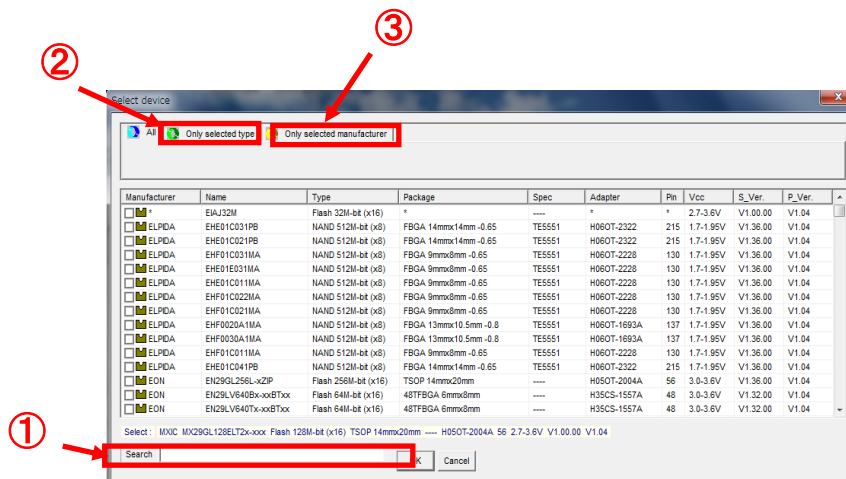 ③
②
Select device
All Only selected type Only selected manufacturer
Manufacturer Name Type Package Spec Adapter Pin Vcc S_Ver. P_Ver.
* EIAJ32M Flash 32M-bit (x16) * ---- * * 2.7-3.6V V1.00.00 V1.04
ELPIDA EHE01C031PB NAND 512M-bit (x8) FBGA 14mmx14mm -0.65 TE5551 H06OT-2322 215 1.7-1.95V V1.36.00 V1.04
ELPIDA EHE01C021PB NAND 512M-bit (x8) FBGA 14mmx14mm -0.65 TE5551 H06OT-2322 215 1.7-1.95V V1.36.00 V1.04
ELPIDA EHF01C031MA NAND 512M-bit (x8) FBGA 9mmx8mm -0.65 TE5551 H06OT-2228 130 1.7-1.95V V1.36.00 V1.04
ELPIDA EHE01E031MA NAND 512M-bit (x8) FBGA 9mmx8mm -0.65 TE5551 H06OT-2228 130 1.7-1.95V V1.36.00 V1.04
ELPIDA EHE01C011MA NAND 512M-bit (x8) FBGA 9mmx8mm -0.65 TE5551 H06OT-2228 130 1.7-1.95V V1.36.00 V1.04
ELPIDA EHF01C022MA NAND 512M-bit (x8) FBGA 9mmx8mm -0.65 TE5551 H06OT-2228 130 1.7-1.95V V1.36.00 V1.04
ELPIDA EHF01C021MA NAND 512M-bit (x8) FBGA 9mmx8mm -0.65 TE5551 H06OT-2228 130 1.7-1.95V V1.36.00 V1.04
ELPIDA EHF0020A1MA NAND 512M-bit (x8) FBGA 13mmx10.5mm -0.8 TE5551 H06OT-1693A 137 1.7-1.95V V1.36.00 V1.04
ELPIDA EHF0030A1MA NAND 512M-bit (x8) FBGA 13mmx10.5mm -0.8 TE5551 H06OT-1693A 137 1.7-1.95V V1.36.00 V1.04
ELPIDA EHF01C011MA NAND 512M-bit (x8) FBGA 9mmx8mm -0.65 TE5551 H06OT-2228 130 1.7-1.95V V1.36.00 V1.04
ELPIDA EHE01C041PB NAND 512M-bit (x8) FBGA 14mmx14mm -0.65 TE5551 H06OT-2322 215 1.7-1.95V V1.36.00 V1.04
EON EN29GL256L-xZIP Flash 256M-bit (x16) TSOP 14mmx20mm ---- H05OT-2004A 56 3.0-3.6V V1.36.00 V1.04
EON EN29LV640Bx-xxBTxx Flash 64M-bit (x16) 48TFBGA 6mmx8mm ---- H35CS-1557A 48 3.0-3.6V V1.32.00 V1.04
EON EN29LV640Tx-xxBTxx Flash 64M-bit (x16) 48TFBGA 6mmx8mm ---- H35CS-1557A 48 3.0-3.6V V1.32.00 V1.04
①
Select : MXIC MX29GL128ELT2x-xxx Flash 128M-bit (x16) TSOP 14mmx20mm ---- H05OT-2004A 56 2.7-3.6V V1.00.00 V1.04
Search Cancel